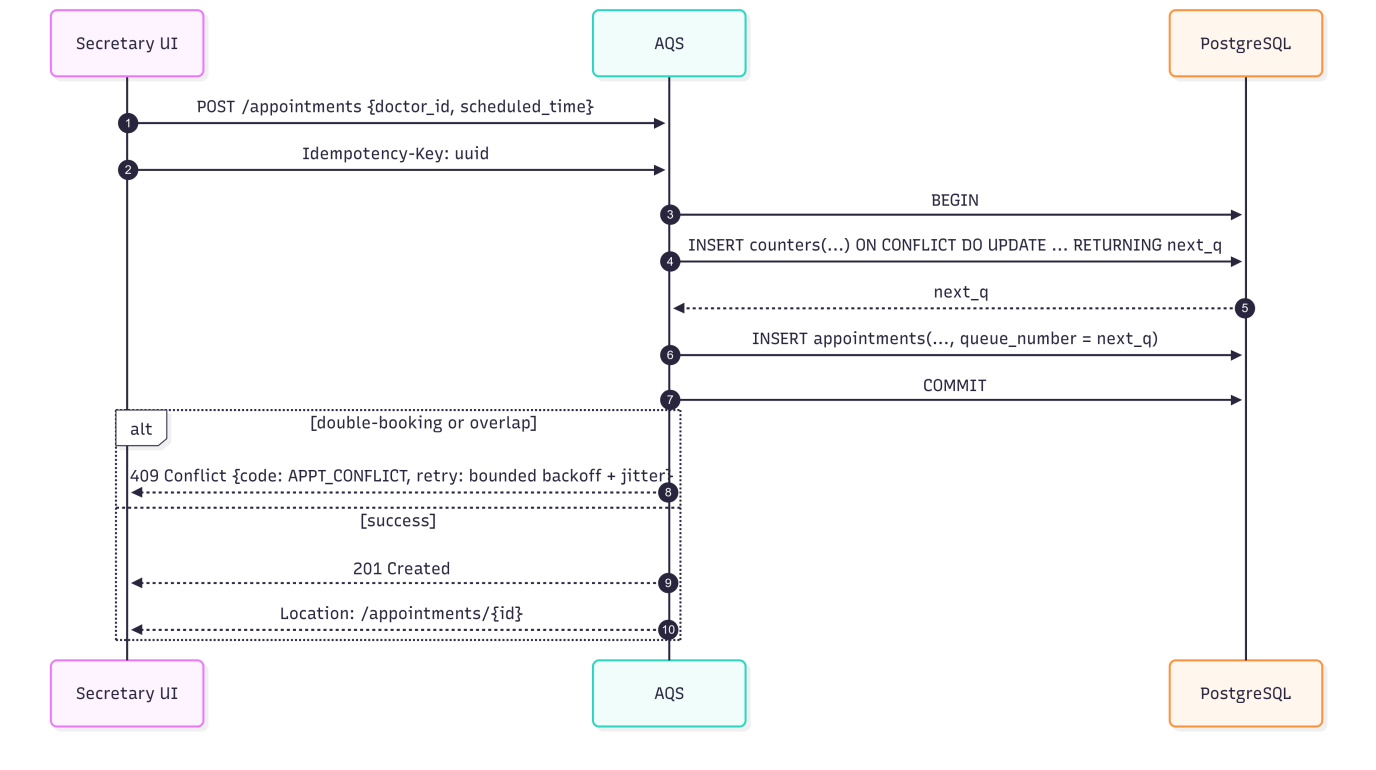 Secretary UI
AQS
PostgreSQL
POST /appointments {doctor_id, scheduled_time}
1
Idempotency-Key: uuid
2
BEGIN
3
INSERT counters(...) ON CONFLICT DO UPDATE ... RETURNING next_q
4
next_q
5
INSERT appointments(..., queue_number = next_q)
6
COMMIT
7
alt
[double-booking or overlap]
409 Conflict {code: APPT_CONFLICT, retry: bounded backoff + jitter}
8
[success]
201 Created
9
Location: /appointments/{id}
10
Secretary UI
AQS
PostgreSQL